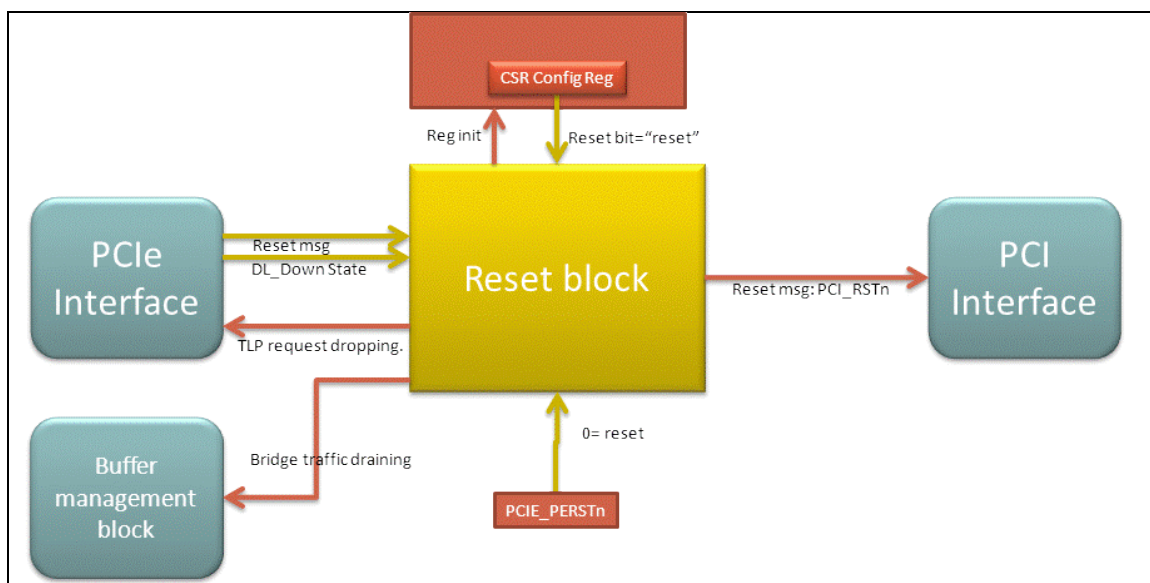 CSR Config Reg
Reg init
Reset bit=“reset”
PCIe
Interface
Reset msg
DL_Down State
Reset block
PCI
Interface
Reset msg: PCI_RSTn
TLP request dropping.
0= reset
Bridge traffic draining
Buffer
management
block
PCIE_PERSTn